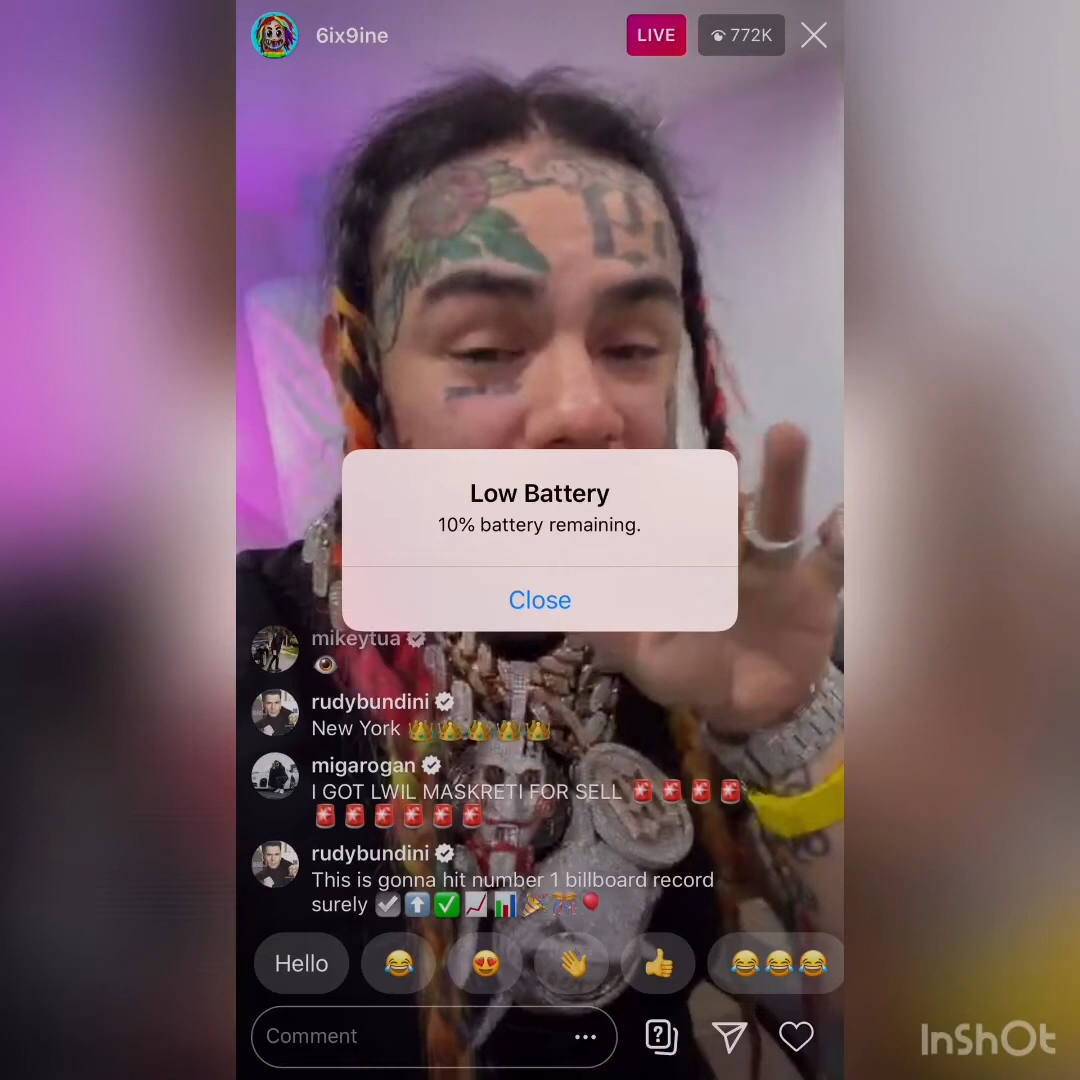 6ix9ine
LIVE
772K
Low Battery
10% battery remaining.
Close
mikeytua
👁️
rudybundini
New York 👑👑👑👑👑
migarogan
I GOT LWIL MASKRETI FOR SELL 🚨🚨🚨🚨
🚨🚨🚨🚨🚨🚨
rudybundini
This is gonna hit number 1 billboard record
surely ✔️⬆️✅📈📊🎉🎊🎈
Hello 😂 😍 👋 👍 😂😂😂
Comment
InShOt